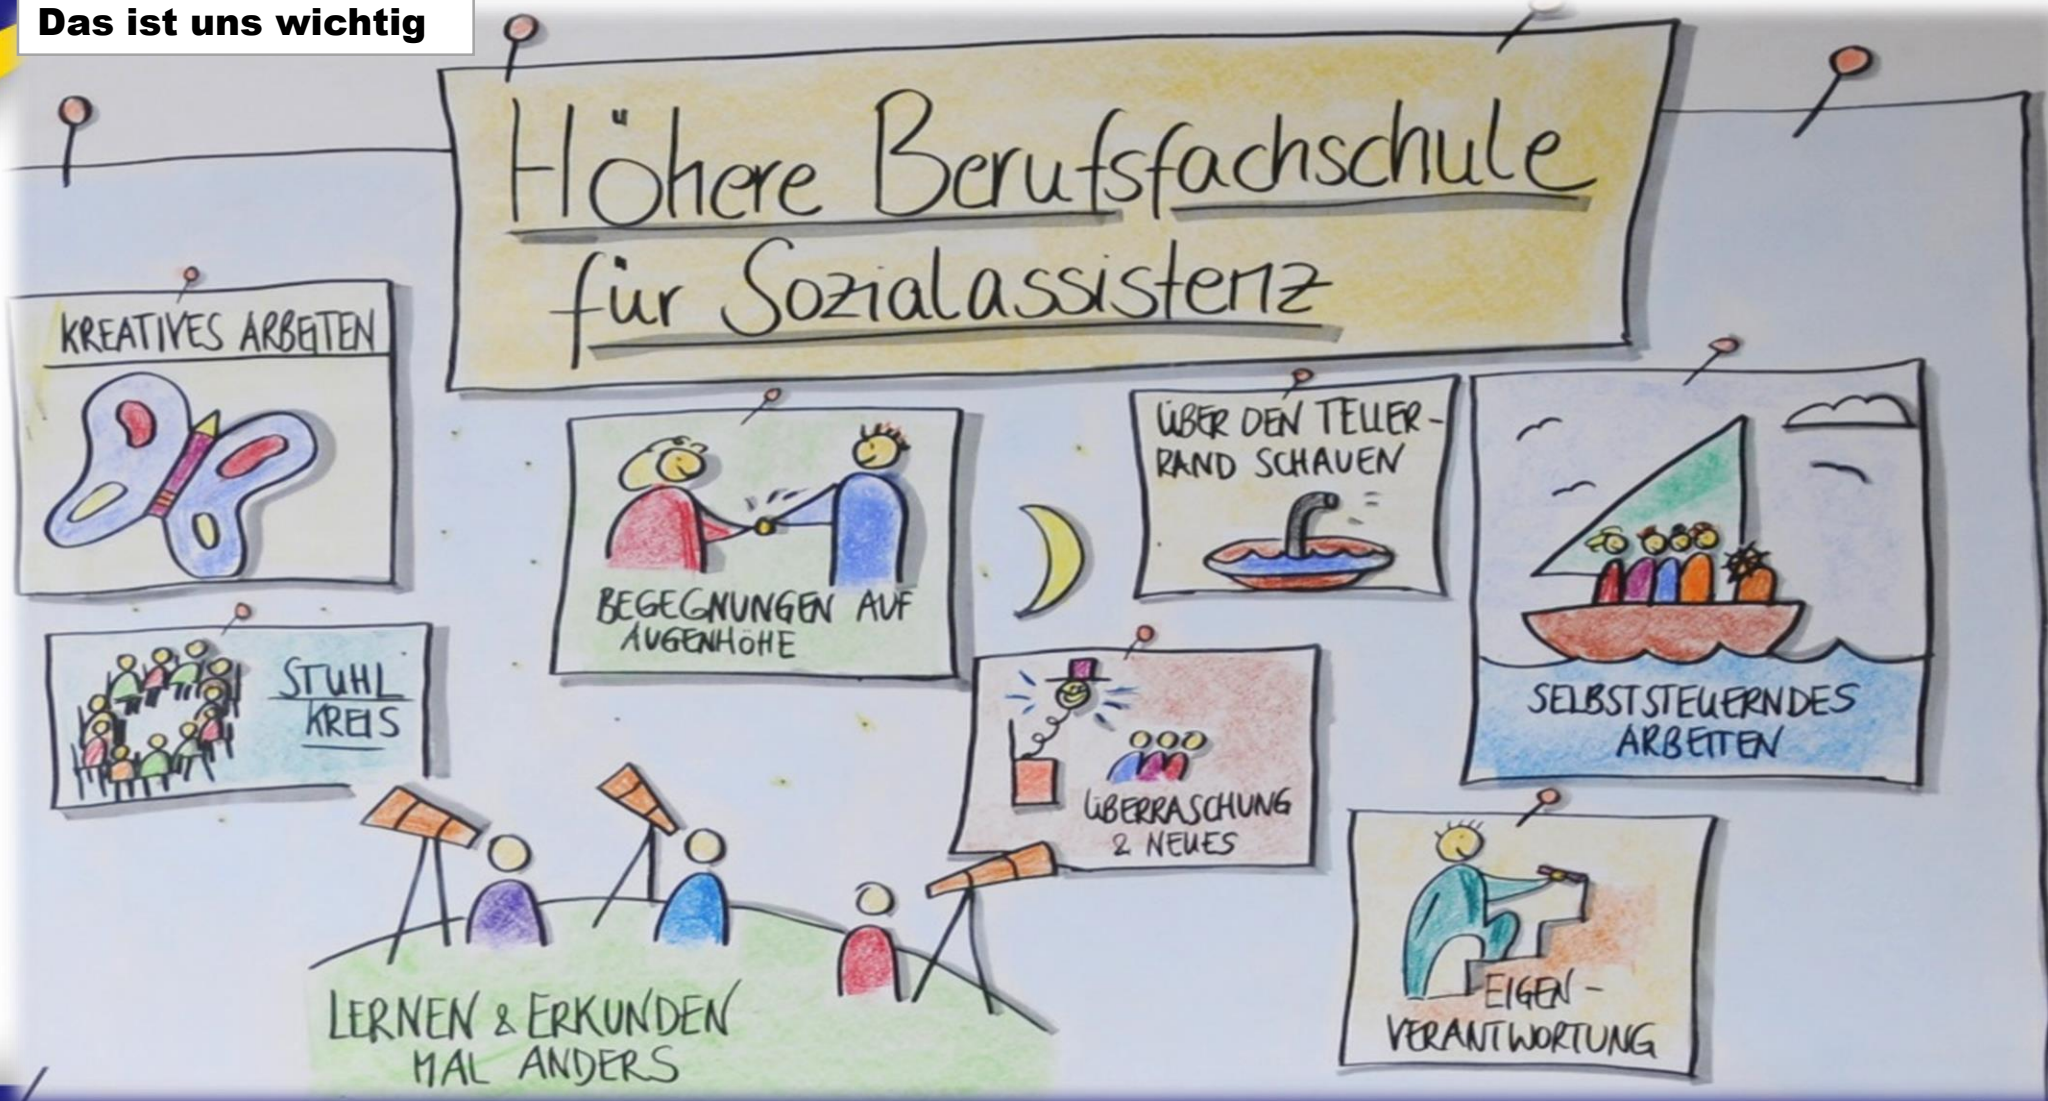 Das ist uns wichtig
Höhere Berufsfachschule
für Sozialassistenz
KREATIVES ARBEITEN
STUHL
KREIS
BEGEGNUNGEN AUF
AUGENHÖHE
ÜBER DEN TELLER-
RAND SCHAUEN
SELBSTSTEUERNDES
ARBEITEN
ÜBERRASCHUNG
& NEUES
LERNEN & ERKUNDEN
MAL ANDERS
EIGEN-
VERANTWORTUNG